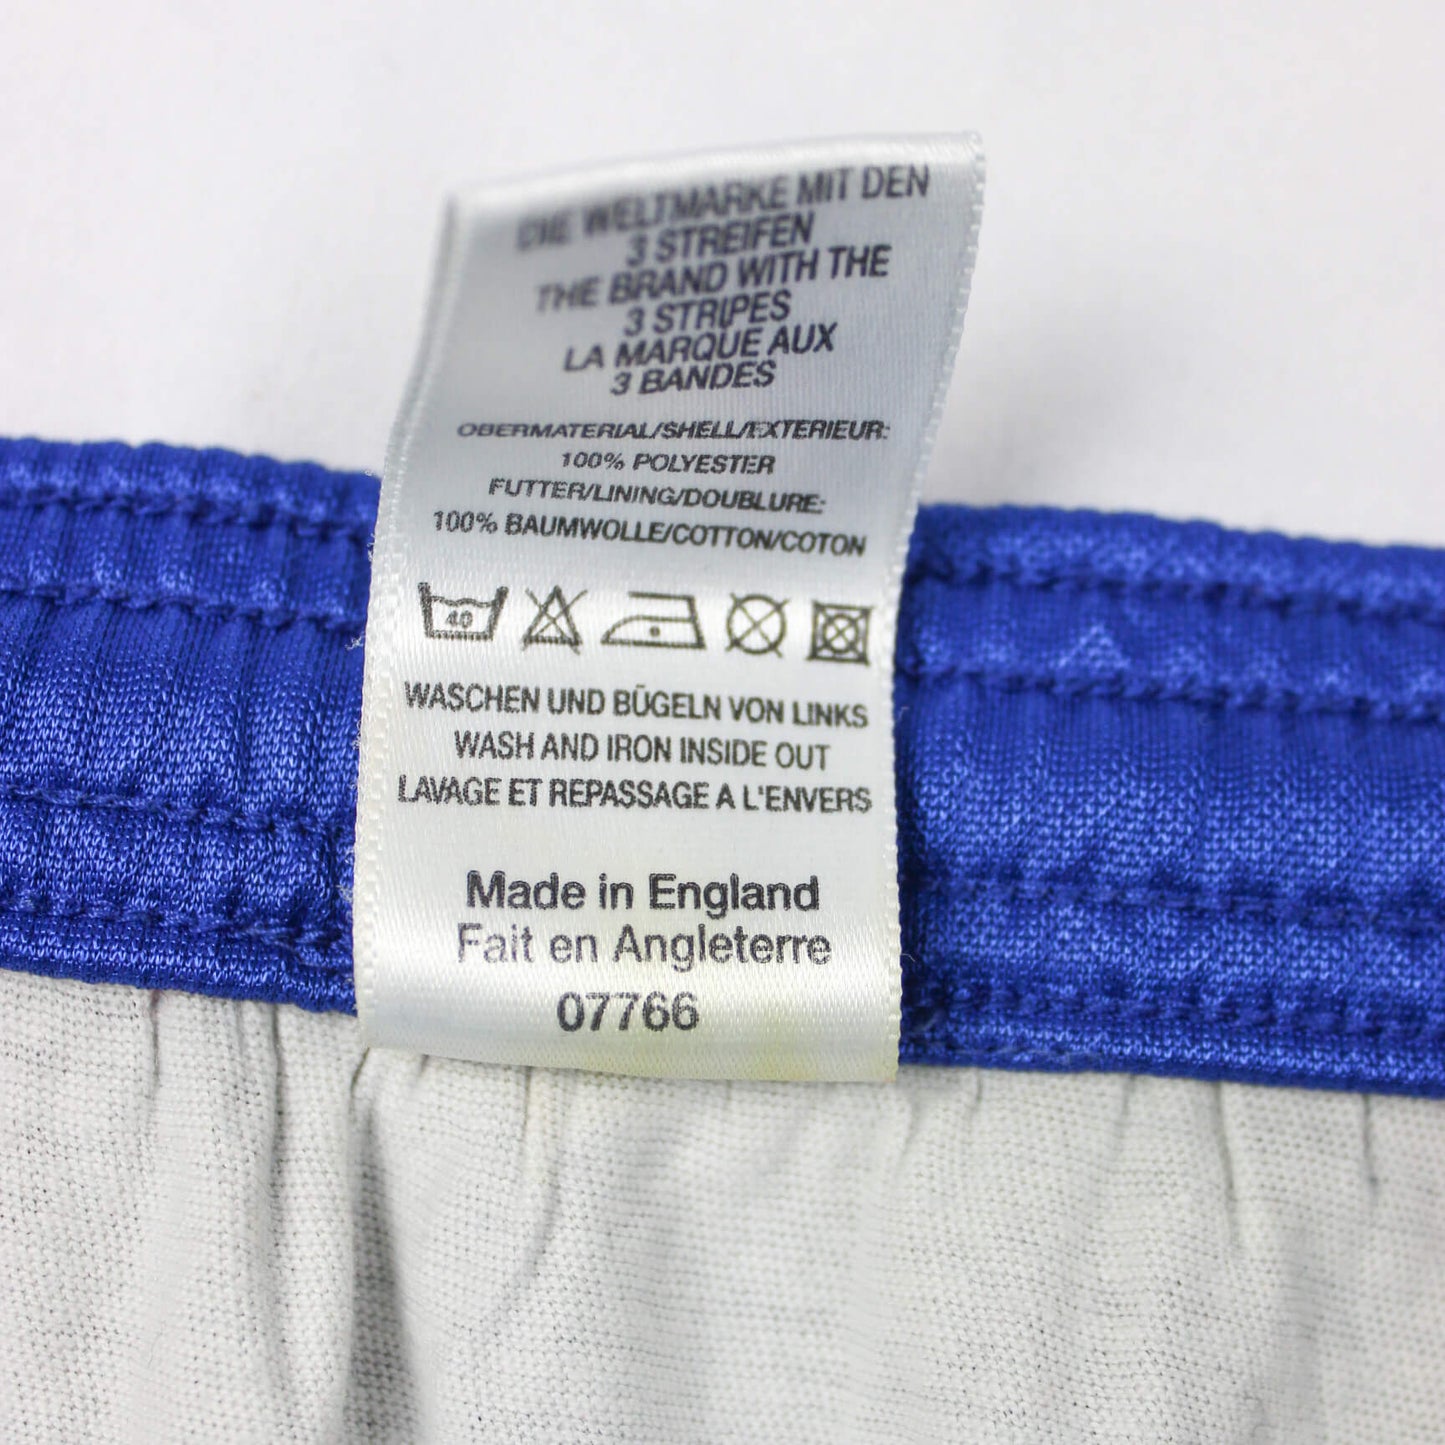 DIE WELTMARKE MIT DEN
3 STREIFEN
THE BRAND WITH THE
3 STRIPES
LA MARQUE AUX
3 BANDES
OBERMATERIAL/SHELL/EXTERIEUR:
100% POLYESTER
FUTTER/LINING/DOUBLURE:
100% BAUMWOLLE/COTTON/COTON
40
WASCHEN UND BÜGELN VON LINKS
WASH AND IRON INSIDE OUT
LAVAGE ET REPASSAGE A L'ENVERS
Made in England
Fait en Angleterre
07766